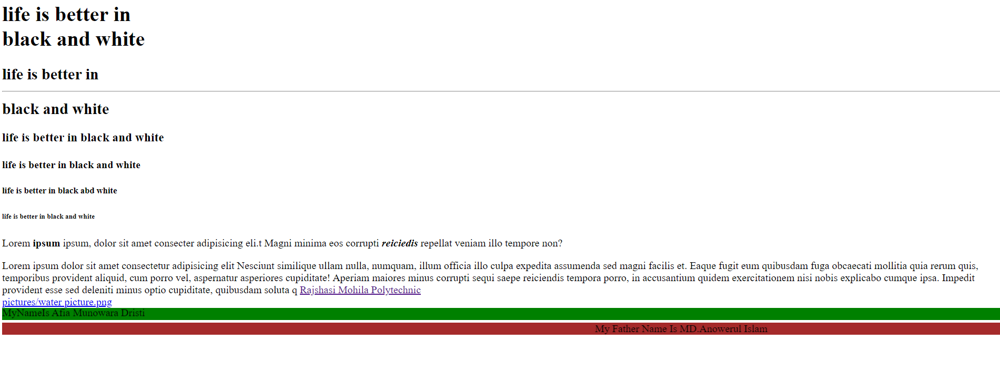 life is better in
black and white
life is better in
black and white
life is better in black and white
life is better in black and white
life is better in black abd white
life is better in black and white
Lorem ipsum ipsum, dolor sit amet consecter adipisicing eli.t Magni minima eos corrupti reiciedis repellat veniam illo tempore non?
Lorem ipsum dolor sit amet consectetur adipisicing elit Nesciunt similique ullam nulla, numquam, illum officia illo culpa expedita assumenda sed magni facilis et. Eaque fugit eum quibusdam fuga obcaecati mollitia quia rerum quis,
temporibus provident aliquid, cum porro vel, aspernatur asperiores cupiditate! Aperiam maiores minus corrupti sequi saepe reiciendis tempora porro, in accusantium quidem exercitationem nisi nobis explicabo cumque ipsa. Impedit
provident esse sed deleniti minus optio cupiditate, quibusdam soluta q Rajshasi Mohila Polytechnic
pictures/water picture.png
MyNameIs Afia Munowara Dristi
My Father Name Is MD.Anowerul Islam